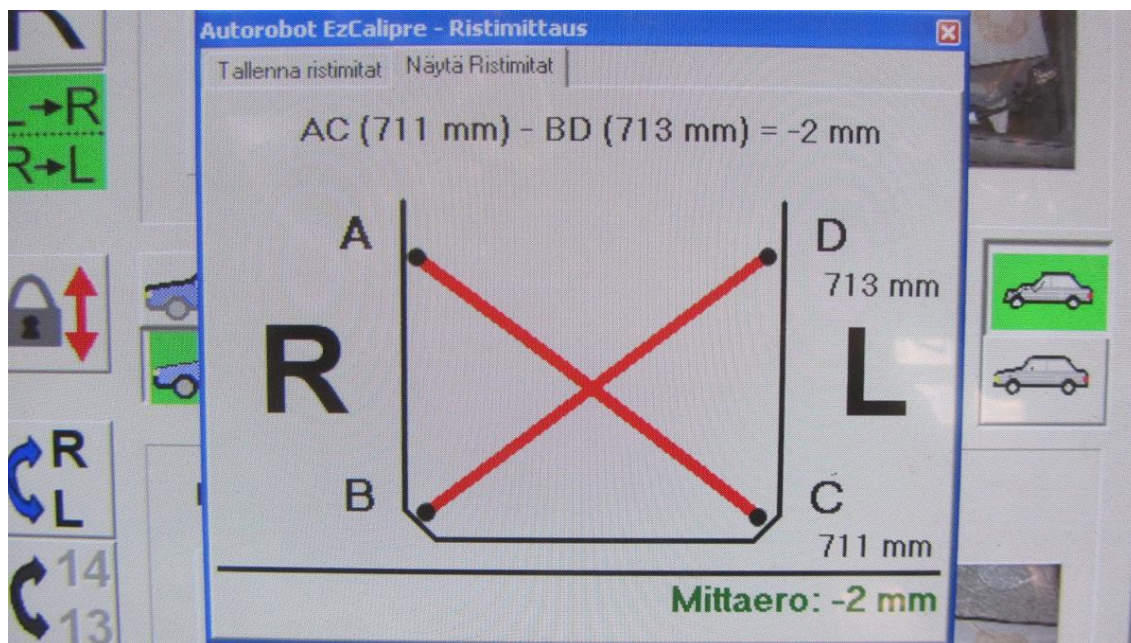 Autorobot EzCalipre - Ristimittaus
Tallenna ristimitat
Näytä Ristimitat
AC (711 mm) - BD (713 mm) = -2 mm
R
L→R
R→L
A
D
713 mm
R
L
B
C
711 mm
R
L
14
13
Mittaero: -2 mm